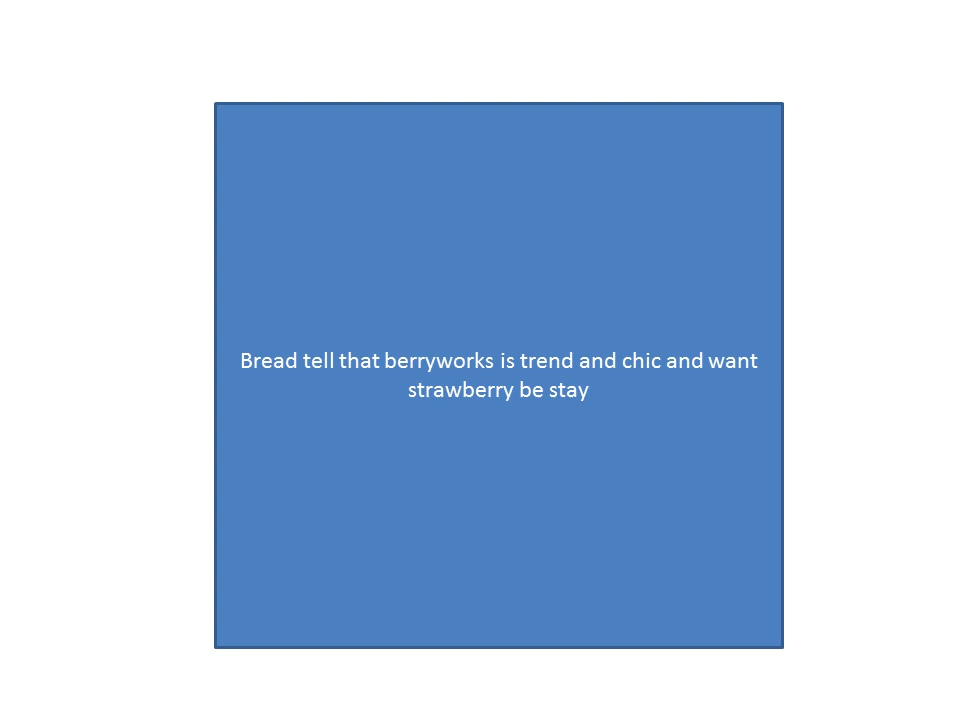 Bread tell that berryworks is trend and chic and want
strawberry be stay